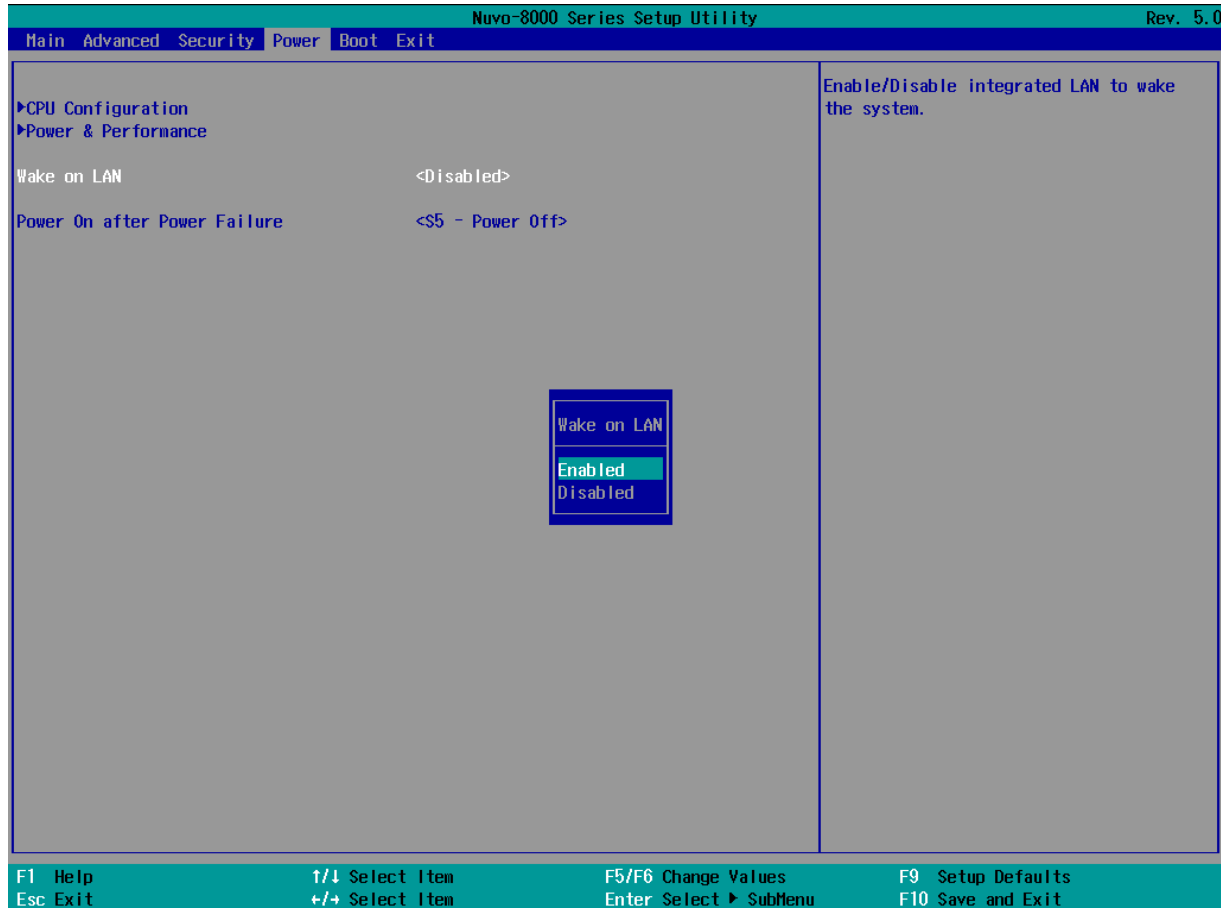 Nuvo-8000 Series Setup Utility Rev. 5.0
Main Advanced Security Power Boot Exit
▶CPU Configuration
▶Power & Performance
Wake on LAN <Disabled>
Power On after Power Failure <S5 - Power Off>
Enable/Disable integrated LAN to wake
the system.
Wake on LAN
Enabled
Disabled
F1 Help ↑/↓ Select Item F5/F6 Change Values F9 Setup Defaults
Esc Exit ←/→ Select Item Enter Select ▶ SubMenu F10 Save and Exit